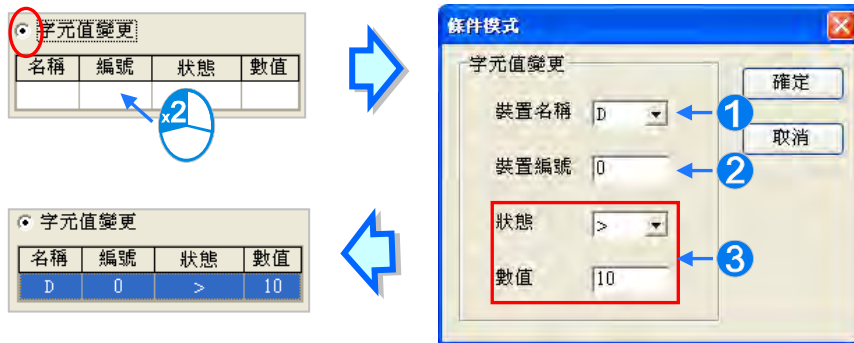 字元值變更
名稱 編號 狀態 數值
x2
條件模式
字元值變更
裝置名稱 D 1
裝置編號 0 2
狀態 >
數值 10
3
確定
取消
字元值變更
名稱 編號 狀態 數值
D 0 > 10